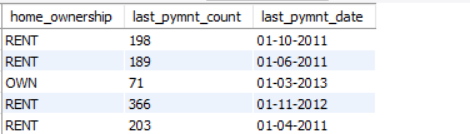 home_ownership last_pymnt_count last_pymnt_date
RENT 198 01-10-2011
RENT 189 01-06-2011
OWN 71 01-03-2013
RENT 366 01-11-2012
RENT 203 01-04-2011